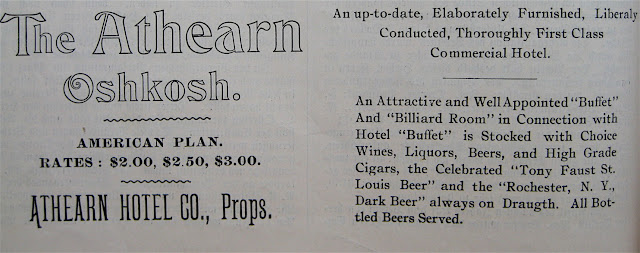 The Athearn
Oshkosh.
AMERICAN PLAN.
RATES : $2.00, $2.50, $3.00.
ATHEARN HOTEL CO., Props.
An up-to-date, Elaborately Furnished, Liberaly
Conducted, Thoroughly First Class
Commercial Hotel.
An Attractive and Well Appointed "Buffet"
And "Billiard Room" in Connection with
Hotel "Buffet" is Stocked with Choice
Wines, Liquors, Beers, and High Grade
Cigars, the Celebrated "Tony Faust St.
Louis Beer" and the "Rochester, N. Y.,
Dark Beer" always on Draugth. All Bot-
tled Beers Served.